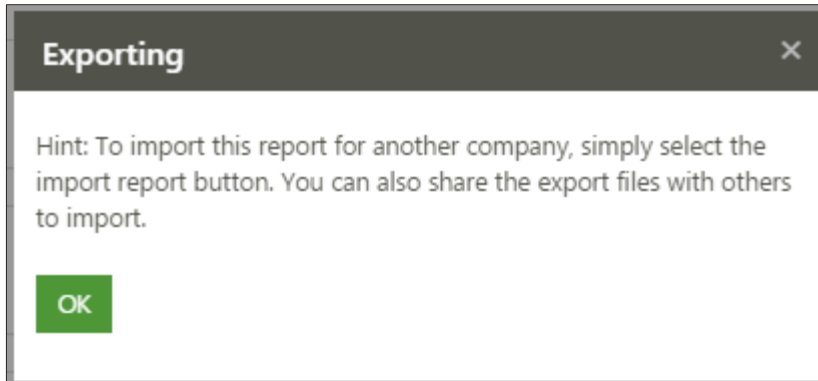 Exporting
Hint: To import this report for another company, simply select the
import report button. You can also share the export files with others
to import.
OK